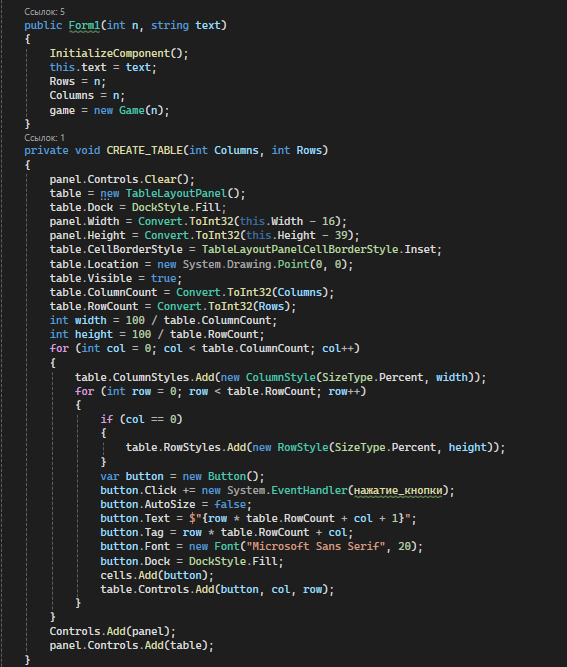 Ссылок: 5
public Form1(int n, string text)
{
InitializeComponent();
this.text = text;
Rows = n;
Columns = n;
game = new Game(n);
}
Ссылок: 1
private void CREATE_TABLE(int Columns, int Rows)
{
panel.Controls.Clear();
table = new TableLayoutPanel();
table.Dock = DockStyle.Fill;
panel.Width = Convert.ToInt32(this.Width - 16);
panel.Height = Convert.ToInt32(this.Height - 39);
table.CellBorderStyle = TableLayoutPanelCellBorderStyle.Inset;
table.Location = new System.Drawing.Point(0, 0);
table.Visible = true;
table.ColumnCount = Convert.ToInt32(Columns);
table.RowCount = Convert.ToInt32(Rows);
int width = 100 / table.ColumnCount;
int height = 100 / table.RowCount;
for (int col = 0; col < table.ColumnCount; col++)
{
table.ColumnStyles.Add(new ColumnStyle(SizeType.Percent, width));
for (int row = 0; row < table.RowCount; row++)
{
if (col == 0)
{
table.RowStyles.Add(new RowStyle(SizeType.Percent, height));
}
var button = new Button();
button.Click += new System.EventHandler(нажатие_кнопки);
button.AutoSize = false;
button.Text = $"{row * table.RowCount + col + 1}";
button.Tag = row * table.RowCount + col;
button.Font = new Font("Microsoft Sans Serif", 20);
button.Dock = DockStyle.Fill;
cells.Add(button);
table.Controls.Add(button, col, row);
}
}
Controls.Add(panel);
panel.Controls.Add(table);
}